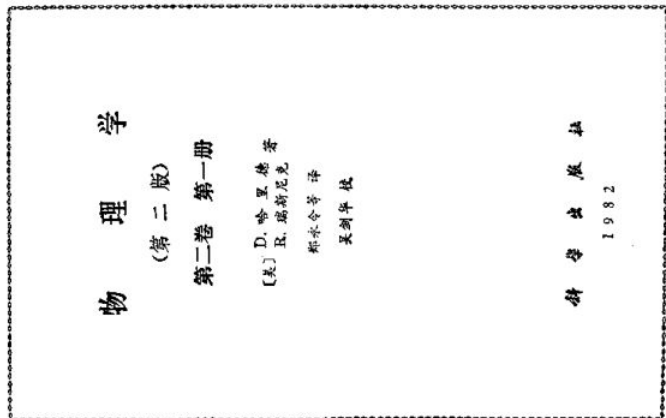 物理学
（第二版）
第二卷 第一册
〔美〕D. 哈里德 著
R. 瑞斯尼克
郑永令等 译
吴剑华 校
科学出版社
1982